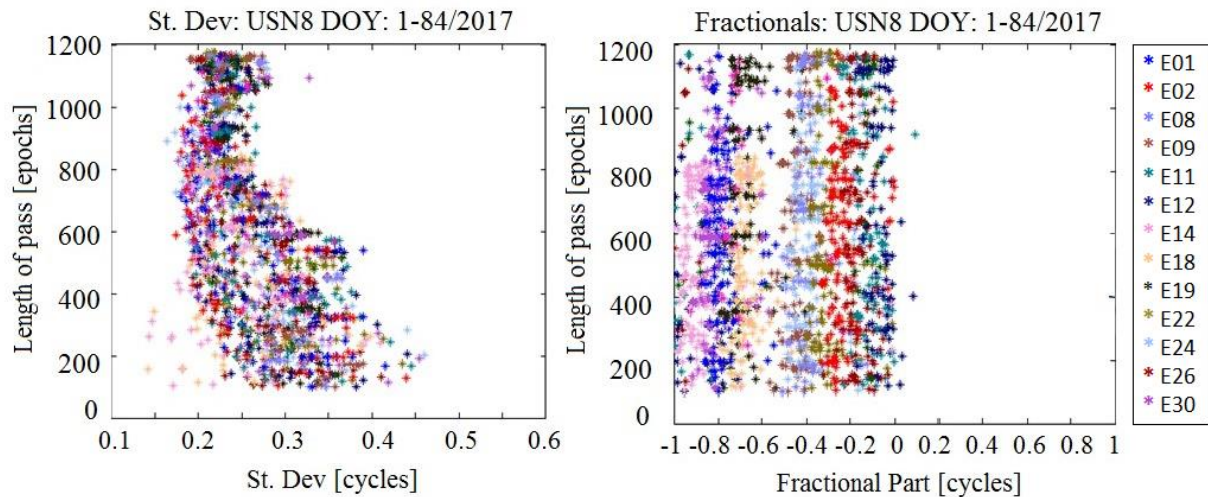 St. Dev: USN8 DOY: 1-84/2017
Length of pass [epochs]
1200
1000
800
600
400
200
0
0.1 0.2 0.3 0.4 0.5 0.6
St. Dev [cycles]
Fractionals: USN8 DOY: 1-84/2017
Length of pass [epochs]
1200
1000
800
600
400
200
0
-1 -0.8 -0.6 -0.4 -0.2 0 0.2 0.4 0.6 0.8 1
Fractional Part [cycles]
* E01
* E02
* E08
* E09
* E11
* E12
* E14
* E18
* E19
* E22
* E24
* E26
* E30